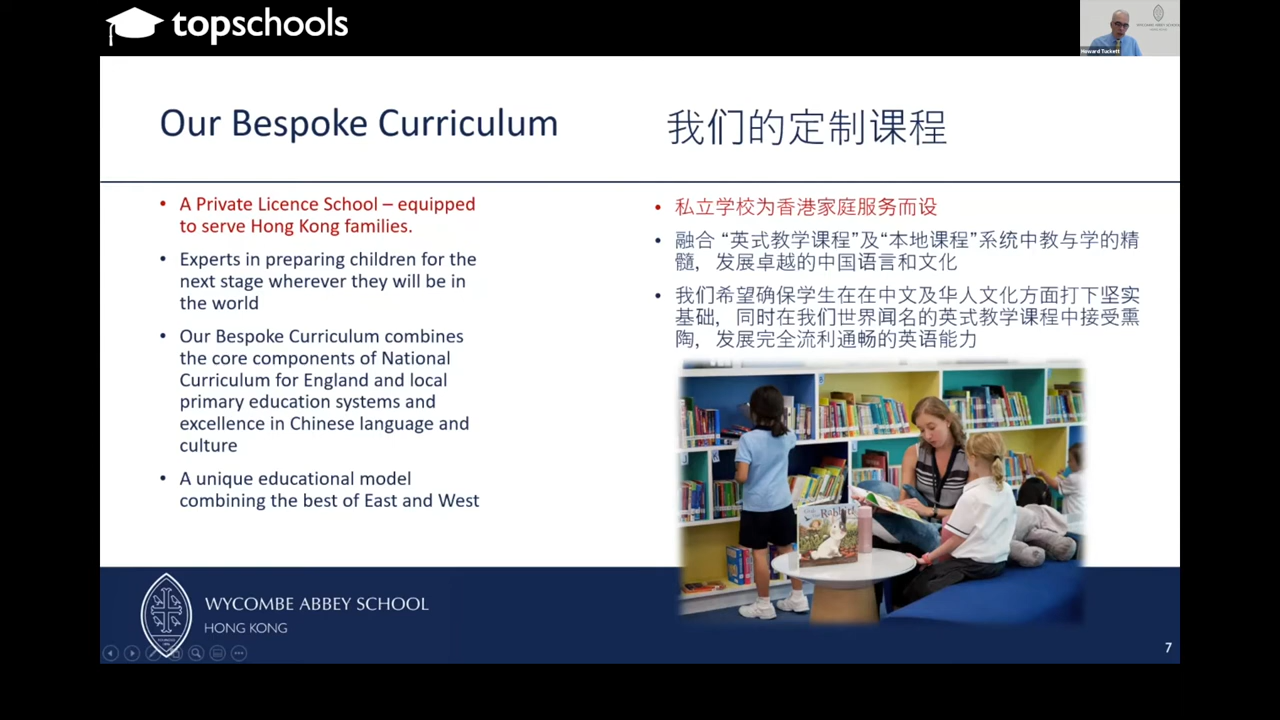 topschools
WYCOMBE ABBEY SCHOOL
Howard Tuckett
Our Bespoke Curriculum
我们的定制课程
• A Private Licence School – equipped
to serve Hong Kong families.
• Experts in preparing children for the
next stage wherever they will be in
the world
• Our Bespoke Curriculum combines
the core components of National
Curriculum for England and local
primary education systems and
excellence in Chinese language and
culture
• A unique educational model
combining the best of East and West
• 私立学校为香港家庭服务而设
• 融合 “英式教学课程”及“本地课程”系统中教与学的精
髓，发展卓越的中国语言和文化
• 我们希望确保学生在在中文及华人文化方面打下坚实
基础，同时在我们世界闻名的英式教学课程中接受熏
陶，发展完全流利通畅的英语能力
Rabbit!
WYCOMBE ABBEY SCHOOL
HONG KONG
7